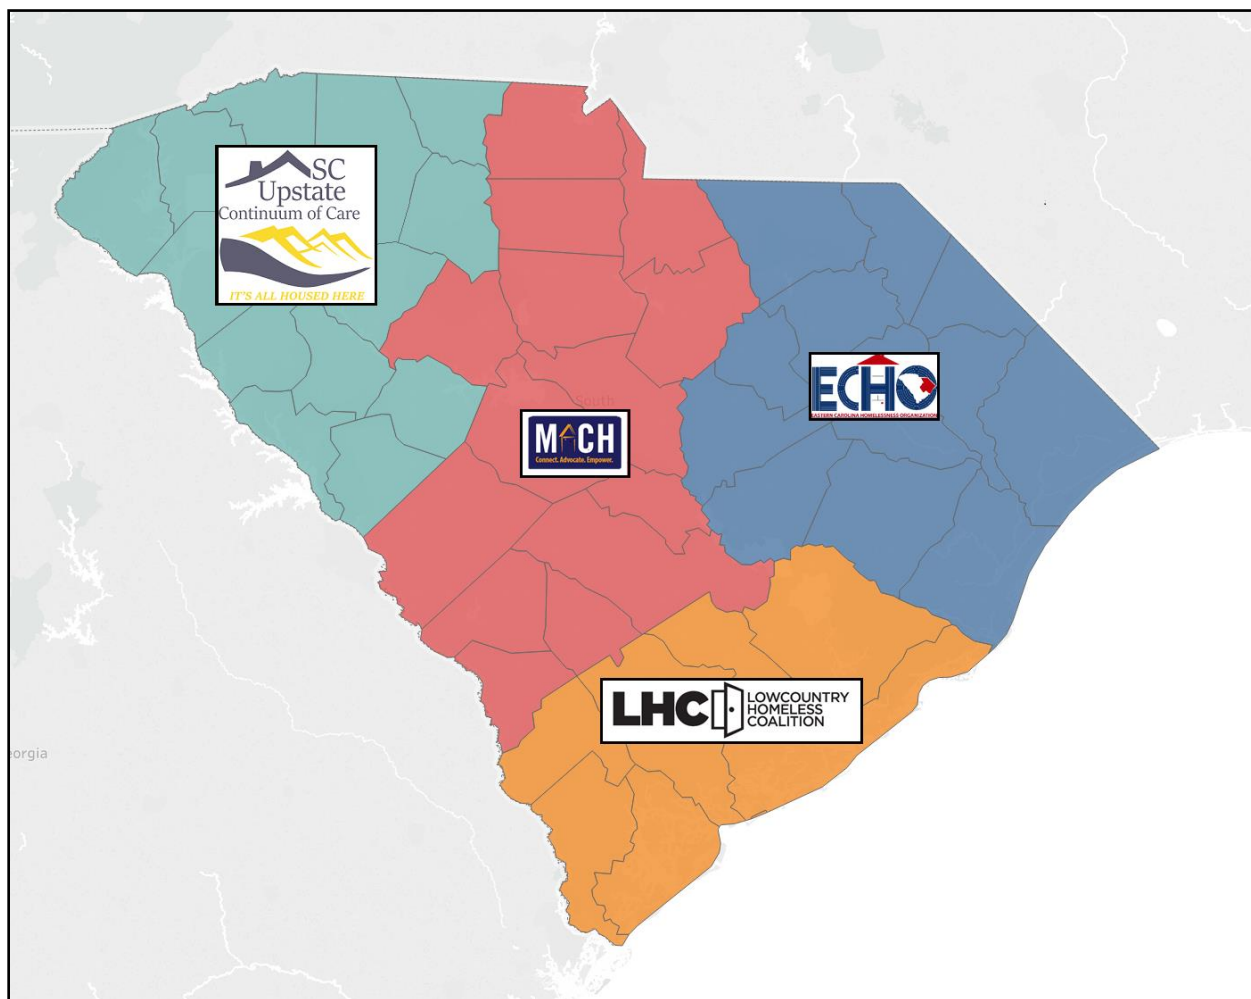 SC
Upstate
Continuum of Care
IT'S ALL HOUSED HERE
ECHO
EASTERN CAROLINA HOMELESSNESS ORGANIZATION
South
MACH
Connect. Advocate. Empower.
LHC
LOWCOUNTRY
HOMELESS
COALITION
eorgia